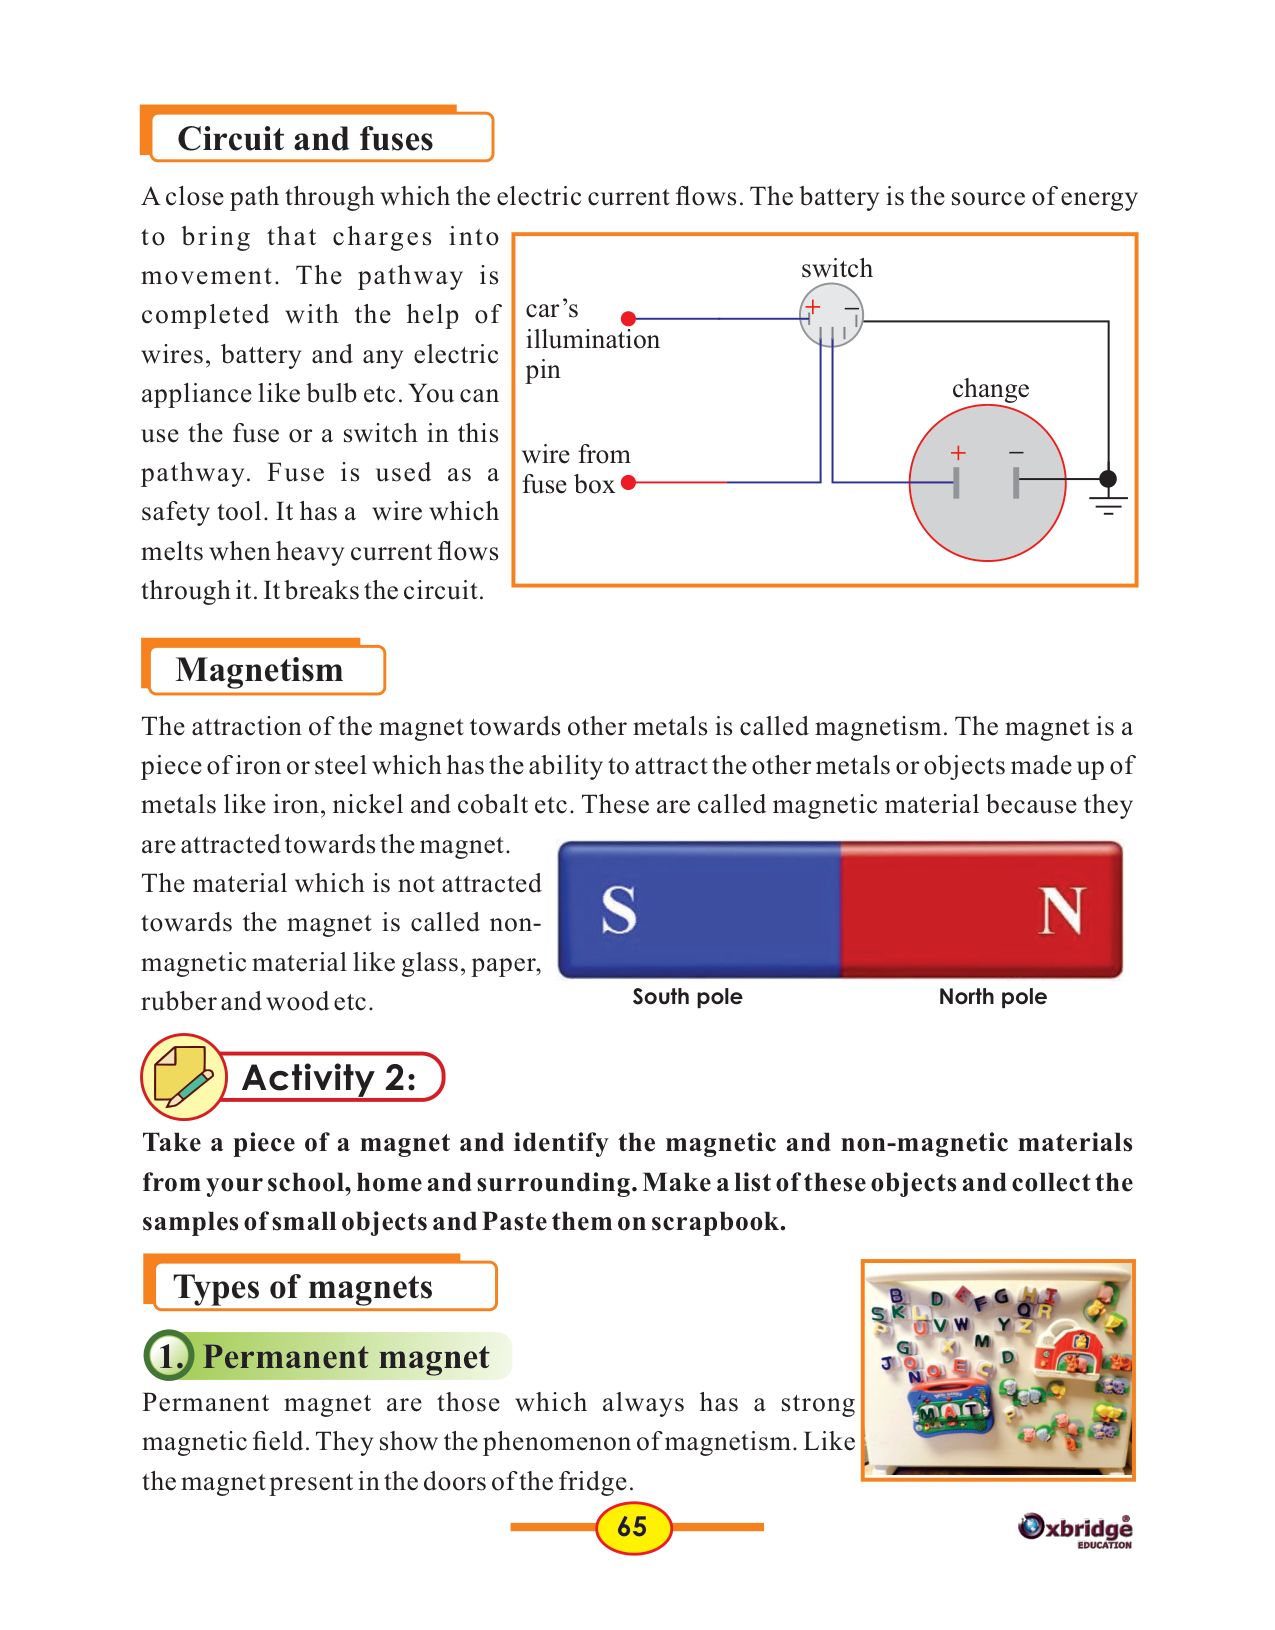 Circuit and fuses
A close path through which the electric current flows. The battery is the source of energy
to bring that charges into
movement. The pathway is
completed with the help of
wires, battery and any electric
appliance like bulb etc. You can
use the fuse or a switch in this
pathway. Fuse is used as a
safety tool. It has a wire which
melts when heavy current flows
through it. It breaks the circuit.
switch
+ −
car’s
illumination
pin
change
+ −
wire from
fuse box
Magnetism
The attraction of the magnet towards other metals is called magnetism. The magnet is a
piece of iron or steel which has the ability to attract the other metals or objects made up of
metals like iron, nickel and cobalt etc. These are called magnetic material because they
are attracted towards the magnet.
The material which is not attracted
towards the magnet is called non-
magnetic material like glass, paper,
rubber and wood etc.
S N
South pole North pole
Activity 2:
Take a piece of a magnet and identify the magnetic and non-magnetic materials
from your school, home and surrounding. Make a list of these objects and collect the
samples of small objects and Paste them on scrapbook.
Types of magnets
1. Permanent magnet
Permanent magnet are those which always has a strong
magnetic field. They show the phenomenon of magnetism. Like
the magnet present in the doors of the fridge.
B D E F G H I
S K L Q R
P U V W Y Z
G X M
J O O E C D
N
MAT
P
65
Oxbridge®
EDUCATION